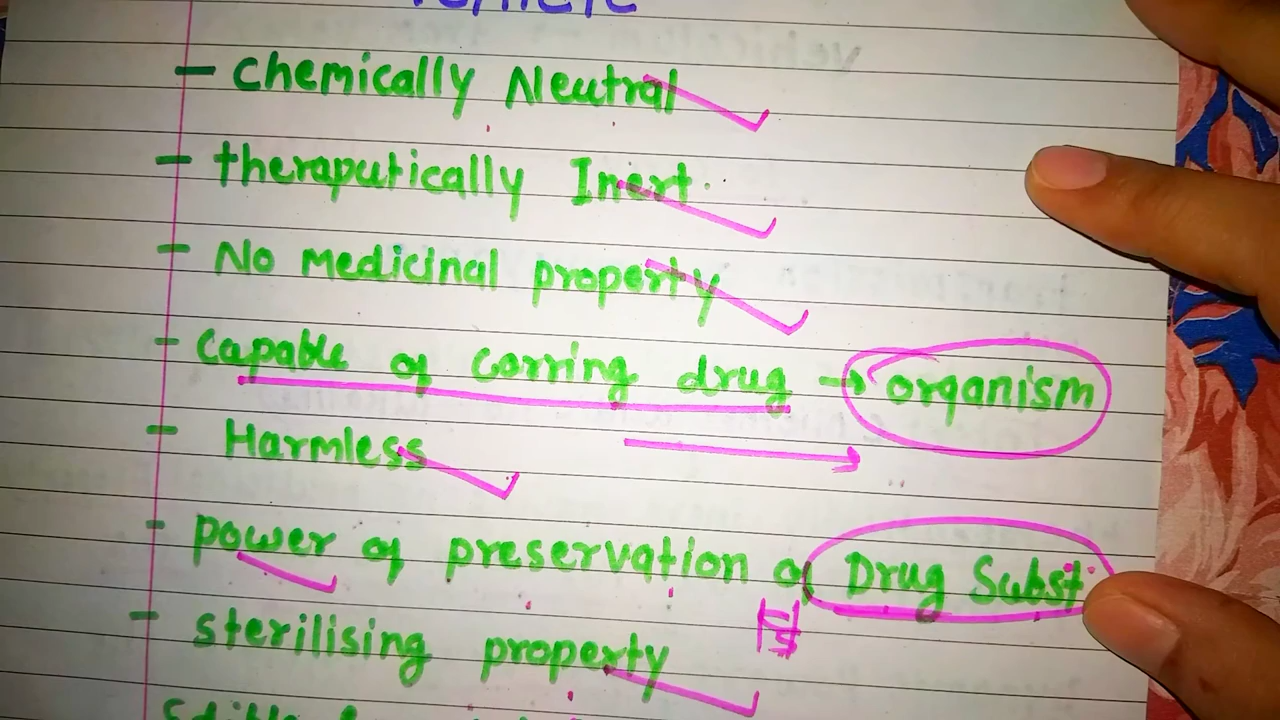 - Chemically Neutral
- theraputically Inert.
- No medicinal property
- Capable of carring drug → organism
- Harmless
- power of preservation of Drug Subst.
- sterilising property